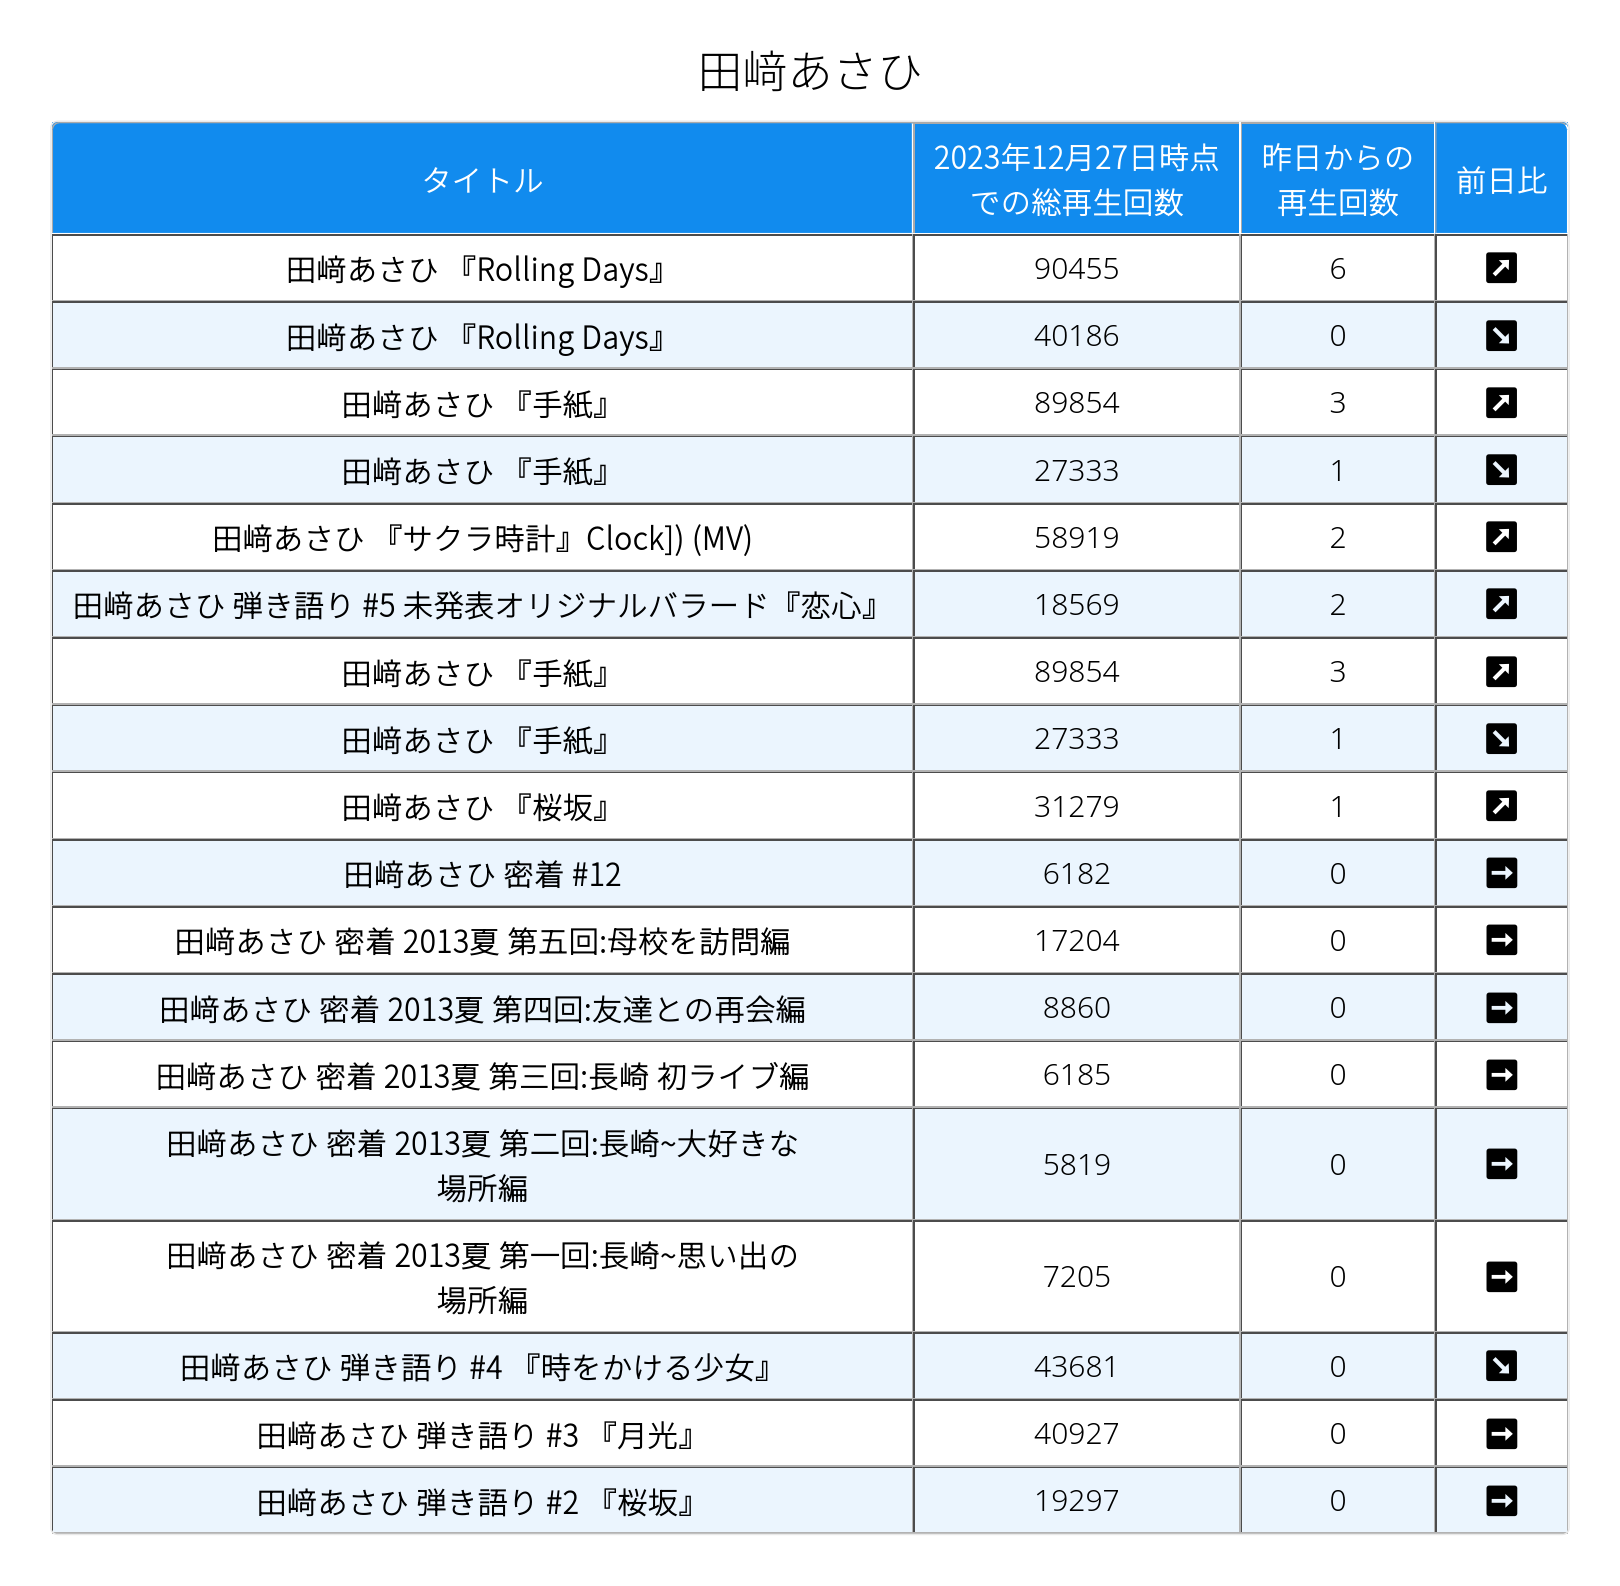 田﨑あさひ
タイトル 2023年12月27日時点での総再生回数 昨日からの再生回数 前日比
田﨑あさひ 『Rolling Days』 90455 6 ↗
田﨑あさひ 『Rolling Days』 40186 0 ↘
田﨑あさひ 『手紙』 89854 3 ↗
田﨑あさひ 『手紙』 27333 1 ↘
田﨑あさひ 『サクラ時計』Clock]) (MV) 58919 2 ↗
田﨑あさひ 弾き語り #5 未発表オリジナルバラード『恋心』 18569 2 ↗
田﨑あさひ 『手紙』 89854 3 ↗
田﨑あさひ 『手紙』 27333 1 ↘
田﨑あさひ 『桜坂』 31279 1 ↗
田﨑あさひ 密着 #12 6182 0 →
田﨑あさひ 密着 2013夏 第五回:母校を訪問編 17204 0 →
田﨑あさひ 密着 2013夏 第四回:友達との再会編 8860 0 →
田﨑あさひ 密着 2013夏 第三回:長崎 初ライブ編 6185 0 →
田﨑あさひ 密着 2013夏 第二回:長崎~大好きな
場所編 5819 0 →
田﨑あさひ 密着 2013夏 第一回:長崎~思い出の
場所編 7205 0 →
田﨑あさひ 弾き語り #4 『時をかける少女』 43681 0 ↘
田﨑あさひ 弾き語り #3 『月光』 40927 0 →
田﨑あさひ 弾き語り #2 『桜坂』 19297 0 →